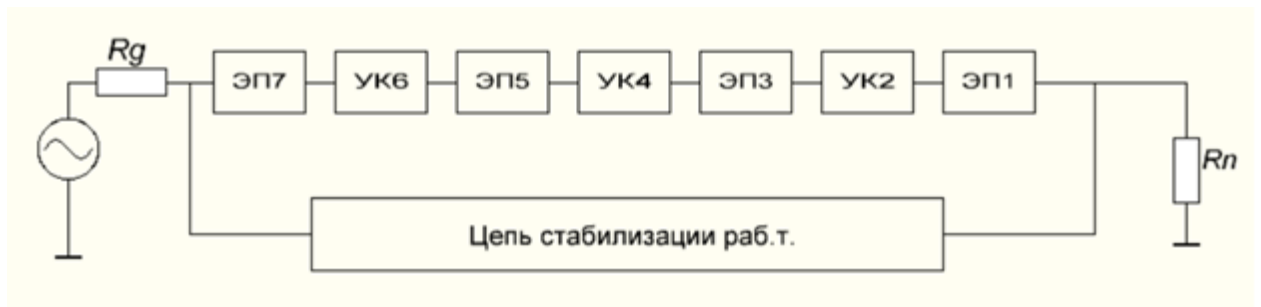 Rg
ЭП7
УК6
ЭП5
УК4
ЭП3
УК2
ЭП1
Rn
Цепь стабилизации раб.т.